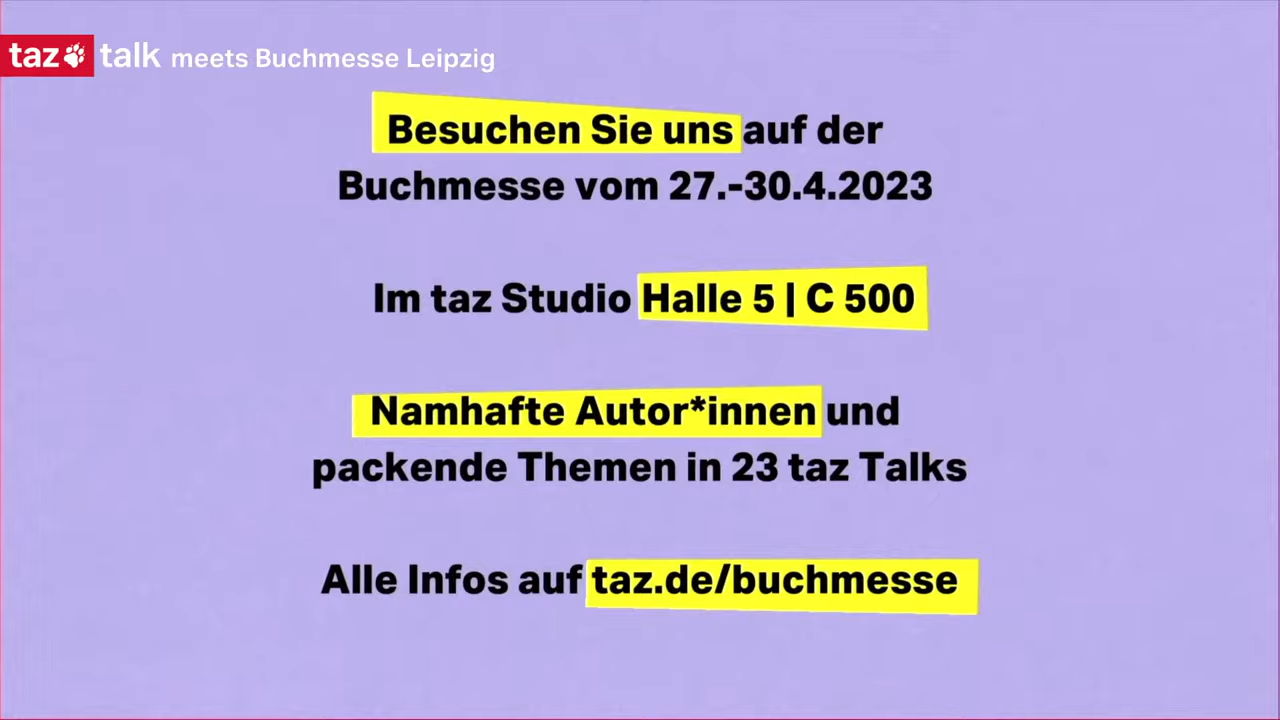 taz talk meets Buchmesse Leipzig
Besuchen Sie uns auf der
Buchmesse vom 27.-30.4.2023
Im taz Studio Halle 5 | C 500
Namhafte Autor*innen und
packende Themen in 23 taz Talks
Alle Infos auf taz.de/buchmesse